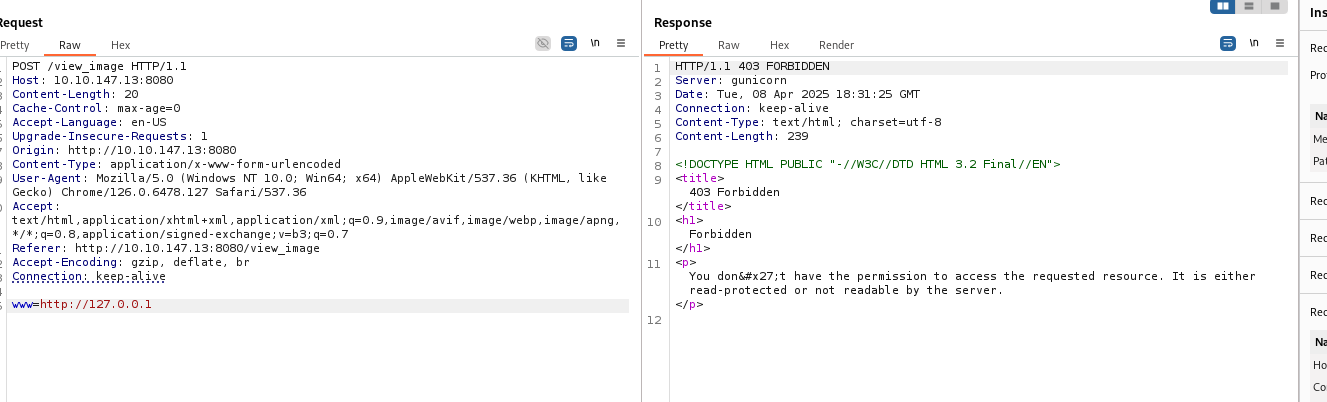 Request
Pretty Raw Hex \n
POST /view_image HTTP/1.1
Host: 10.10.147.13:8080
Content-Length: 20
Cache-Control: max-age=0
Accept-Language: en-US
Upgrade-Insecure-Requests: 1
Origin: http://10.10.147.13:8080
Content-Type: application/x-www-form-urlencoded
User-Agent: Mozilla/5.0 (Windows NT 10.0; Win64; x64) AppleWebKit/537.36 (KHTML, like
Gecko) Chrome/126.0.6478.127 Safari/537.36
Accept:
text/html,application/xhtml+xml,application/xml;q=0.9,image/avif,image/webp,image/apng,
*/*;q=0.8,application/signed-exchange;v=b3;q=0.7
Referer: http://10.10.147.13:8080/view_image
Accept-Encoding: gzip, deflate, br
Connection: keep-alive
www=http://127.0.0.1
Response
Pretty Raw Hex Render \n
1 HTTP/1.1 403 FORBIDDEN
2 Server: gunicorn
3 Date: Tue, 08 Apr 2025 18:31:25 GMT
4 Connection: keep-alive
5 Content-Type: text/html; charset=utf-8
6 Content-Length: 239
7
8 <!DOCTYPE HTML PUBLIC "-//W3C//DTD HTML 3.2 Final//EN">
9 <title>
403 Forbidden
</title>
10 <h1>
Forbidden
</h1>
11 <p>
You don&#x27;t have the permission to access the requested resource. It is either
read-protected or not readable by the server.
</p>
12
Ins
Rec
Pro
Na
Me
Pat
Rec
Rec
Rec
Rec
Na
Ho
Co